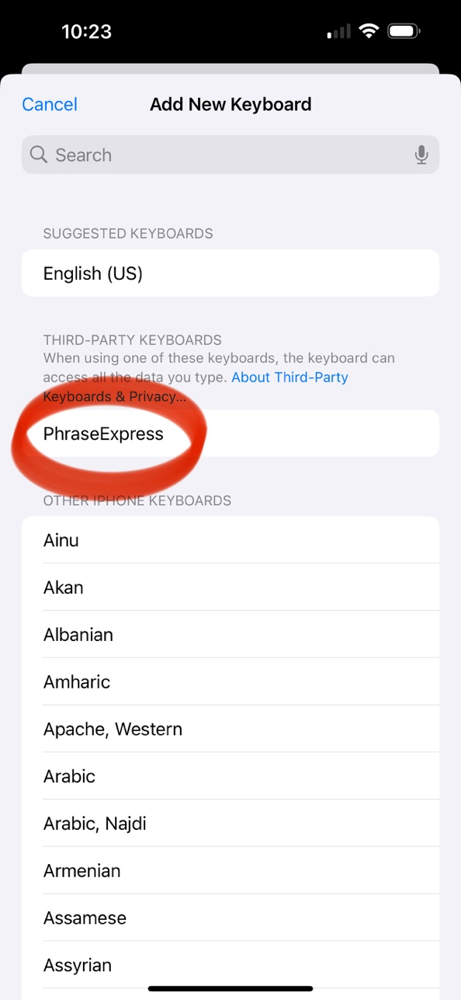 10:23
Cancel
Add New Keyboard
Search
SUGGESTED KEYBOARDS
English (US)
THIRD-PARTY KEYBOARDS
When using one of these keyboards, the keyboard can
access all the data you type. About Third-Party
Keyboards & Privacy...
PhraseExpress
OTHER IPHONE KEYBOARDS
Ainu
Akan
Albanian
Amharic
Apache, Western
Arabic
Arabic, Najdi
Armenian
Assamese
Assyrian